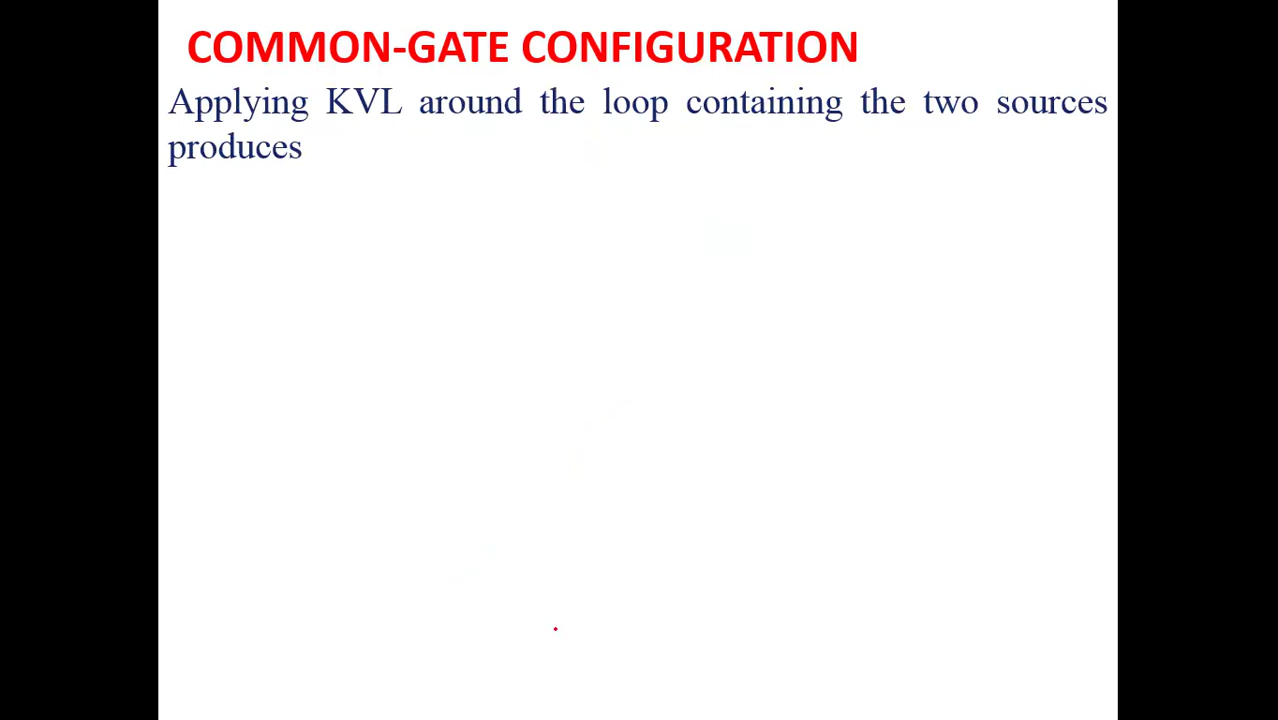 COMMON-GATE CONFIGURATION
Applying KVL around the loop containing the two sources
produces